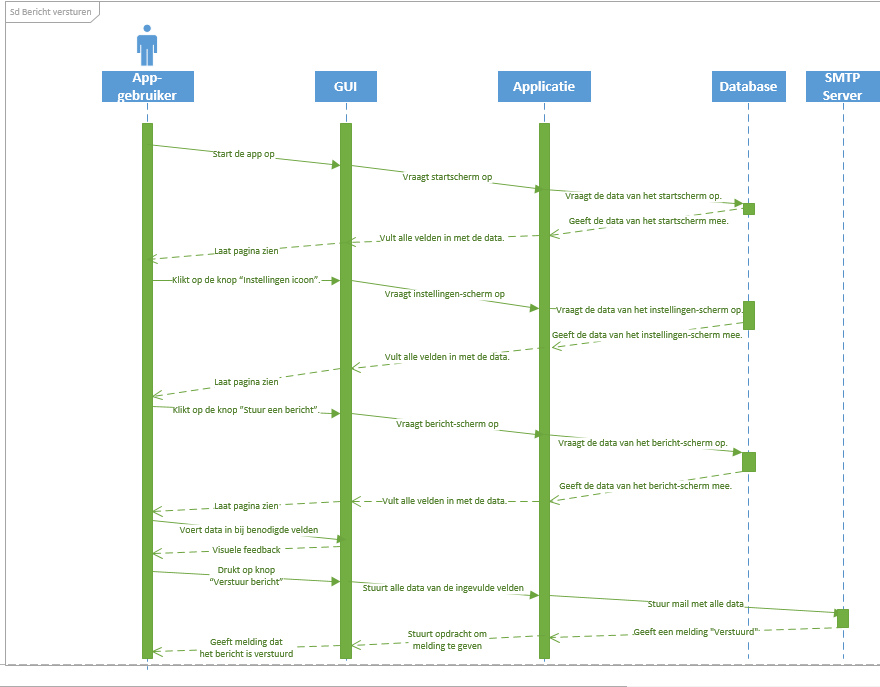 Sd Bericht versturen
App-
gebruiker
GUI
Applicatie
Database
SMTP
Server
Start de app op
Vraagt startscherm op
Vraagt de data van het startscherm op.
Geeft de data van het startscherm mee.
Vult alle velden in met de data.
Laat pagina zien
Klikt op de knop “Instellingen icoon”.
Vraagt instellingen-scherm op
Vraagt de data van het instellingen-scherm op.
Geeft de data van het instellingen-scherm mee.
Vult alle velden in met de data.
Laat pagina zien
Klikt op de knop “Stuur een bericht”.
Vraagt bericht-scherm op
Vraagt de data van het bericht-scherm op.
Geeft de data van het bericht-scherm mee.
Vult alle velden in met de data.
Laat pagina zien
Voert data in bij benodigde velden
Visuele feedback
Drukt op knop
“Verstuur bericht”
Stuurt alle data van de ingevulde velden
Stuur mail met alle data
Geeft een melding "Verstuurd"
Stuurt opdracht om
melding te geven
Geeft melding dat
het bericht is verstuurd